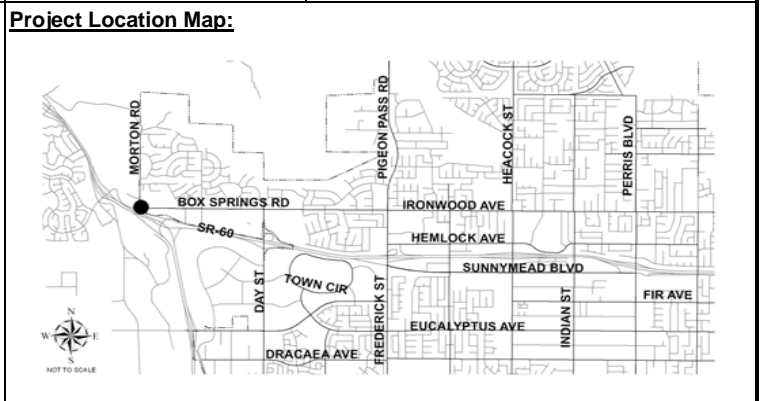 Project Location Map:
MORTON RD
PIGEON PASS RD
HEACOCK ST
PERRIS BLVD
BOX SPRINGS RD
IRONWOOD AVE
SR-60
HEMLOCK AVE
SUNNYMEAD BLVD
DAY ST
TOWN CIR
FREDERICK ST
INDIAN ST
FIR AVE
EUCALYPTUS AVE
DRACAEA AVE
N
W E
S
NOT TO SCALE